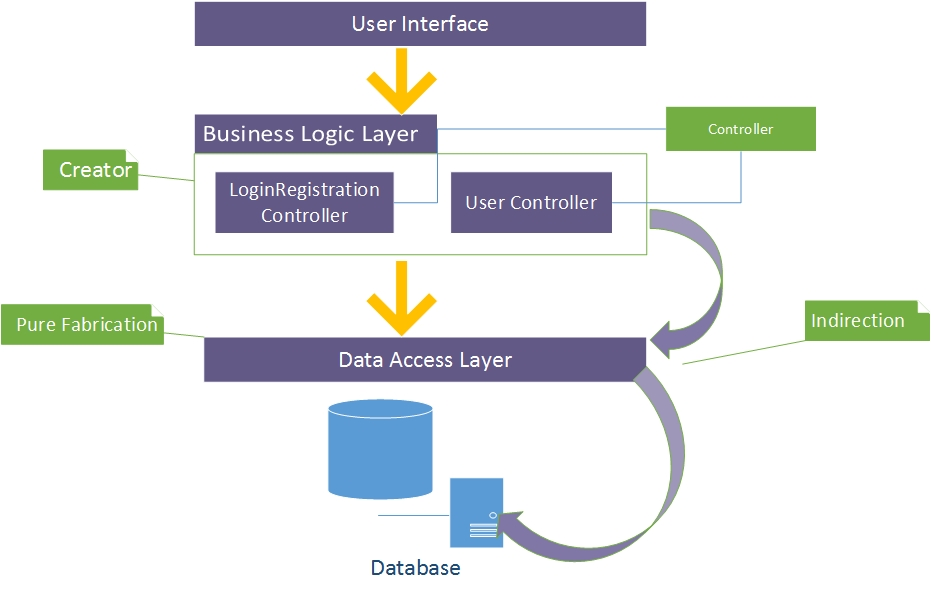 User Interface
Business Logic Layer
Controller
Creator
LoginRegistration
Controller
User Controller
Pure Fabrication
Indirection
Data Access Layer
Database